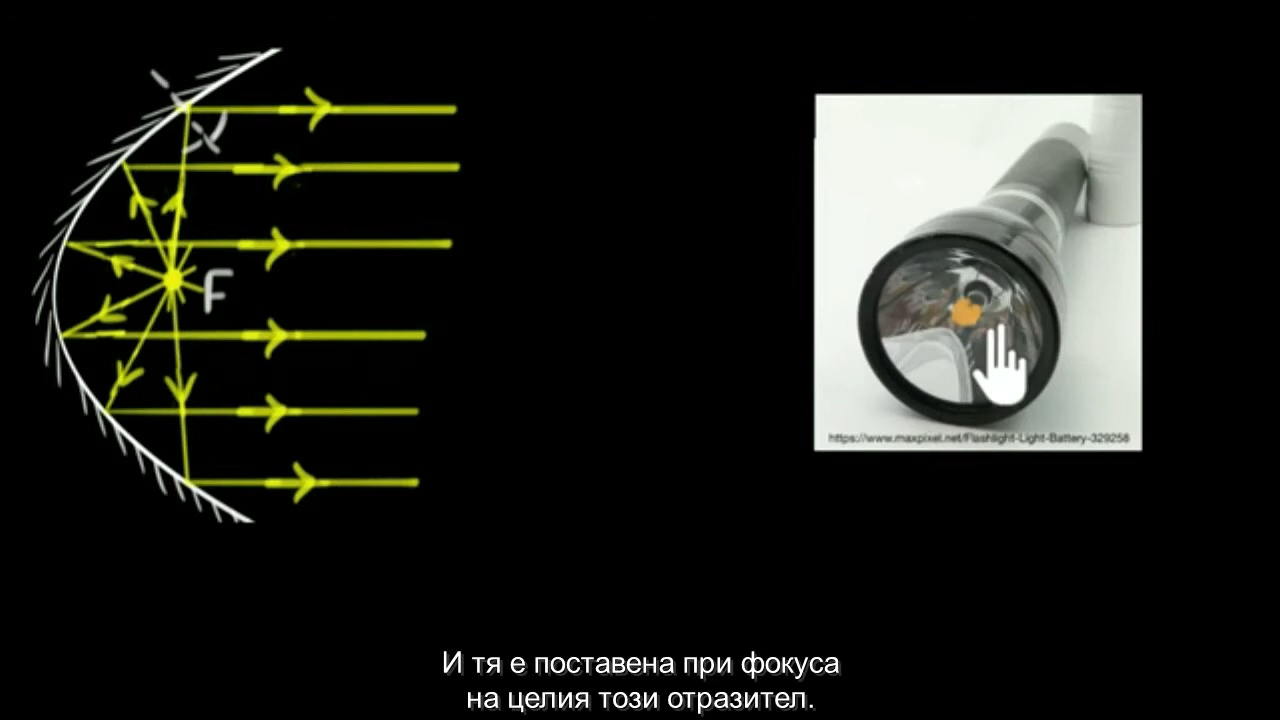 F
https://www.maxpixel.net/Flashlight-Light-Battery-329258
И тя е поставена при фокуса
на целия този отразител.